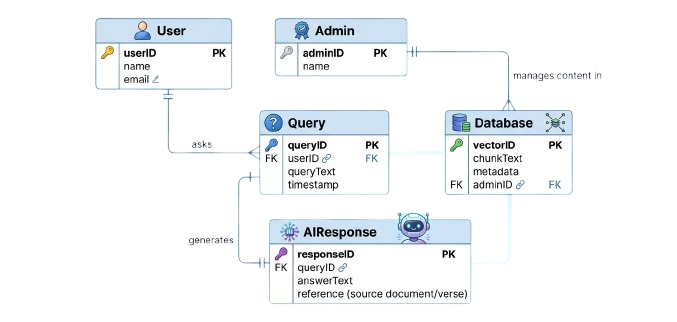 User
userID PK
name
email
Admin
adminID PK
name
manages content in
asks
Query
queryID PK
FK userID FK
queryText
timestamp
Database
vectorID PK
chunkText
metadata
FK adminID FK
generates
AIResponse
responseID PK
FK queryID
answerText
reference (source document/verse)